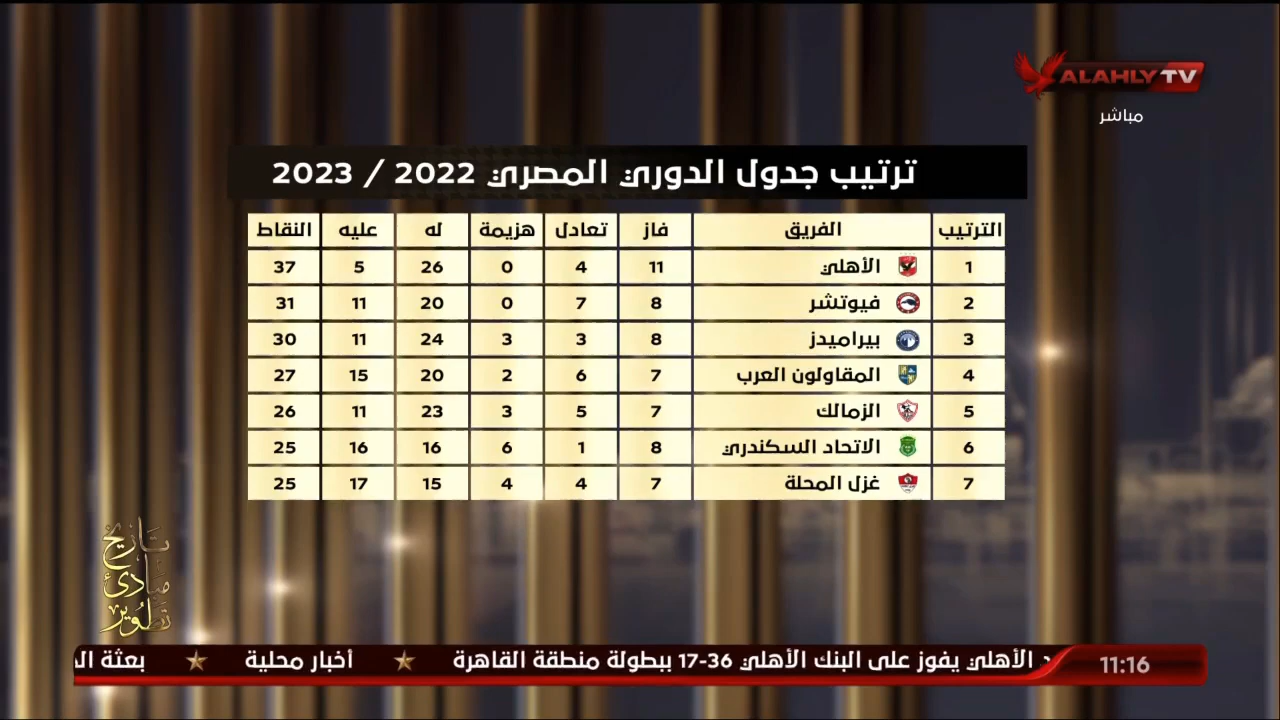 ALAHLY TV
مباشر
ترتيب جدول الدوري المصري 2022 / 2023
الترتيب الفريق فاز تعادل هزيمة له عليه النقاط
1 الأهلي 11 4 0 26 5 37
2 فيوتشر 8 7 0 20 11 31
3 بيراميدز 8 3 3 24 11 30
4 المقاولون العرب 7 6 2 20 15 27
5 الزمالك 7 5 3 23 11 26
6 الاتحاد السكندري 8 1 6 16 16 25
7 غزل المحلة 7 4 4 15 17 25
تاريخ
مبادئ
تطوير
11:16 د الأهلي يفوز على البنك الأهلي 36-17 ببطولة منطقة القاهرة ★ أخبار محلية ★ بعثة